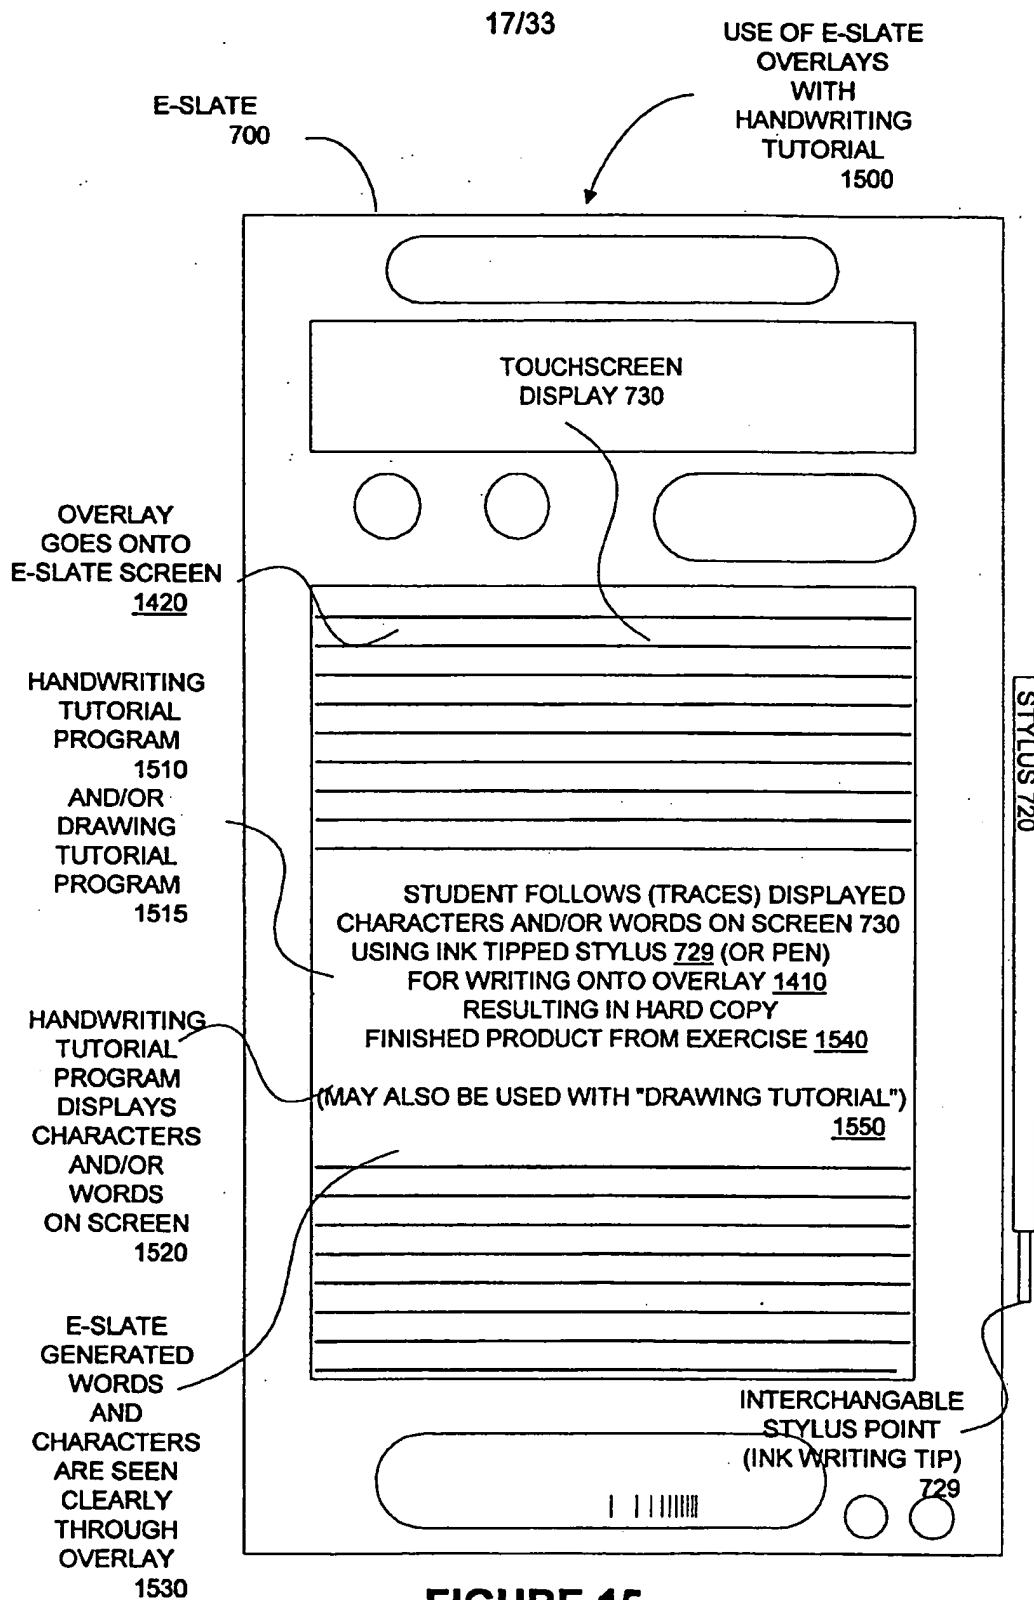 17/33
USE OF E-SLATE
OVERLAYS
WITH
HANDWRITING
TUTORIAL
1500
E-SLATE
700
TOUCHSCREEN
DISPLAY 730
OVERLAY
GOES ONTO
E-SLATE SCREEN
1420
HANDWRITING
TUTORIAL
PROGRAM
1510
AND/OR
DRAWING
TUTORIAL
PROGRAM
1515
STYLUS 720
STUDENT FOLLOWS (TRACES) DISPLAYED
CHARACTERS AND/OR WORDS ON SCREEN 730
USING INK TIPPED STYLUS 729 (OR PEN)
FOR WRITING ONTO OVERLAY 1410
RESULTING IN HARD COPY
FINISHED PRODUCT FROM EXERCISE 1540
(MAY ALSO BE USED WITH "DRAWING TUTORIAL")
1550
HANDWRITING
TUTORIAL
PROGRAM
DISPLAYS
CHARACTERS
AND/OR
WORDS
ON SCREEN
1520
E-SLATE
GENERATED
WORDS
AND
CHARACTERS
ARE SEEN
CLEARLY
THROUGH
OVERLAY
1530
INTERCHANGABLE
STYLUS POINT
(INK WRITING TIP)
729
FIGURE 15